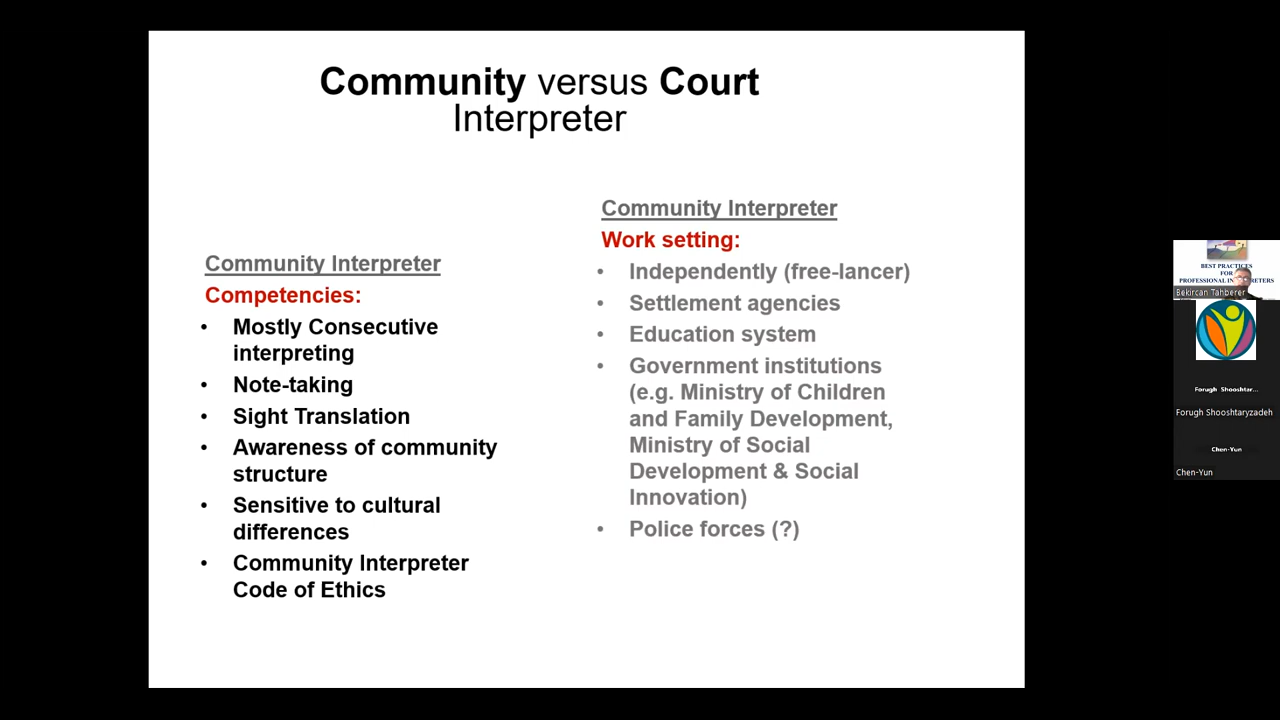 Community versus Court
Interpreter
Community Interpreter
Competencies:
• Mostly Consecutive
interpreting
• Note-taking
• Sight Translation
• Awareness of community
structure
• Sensitive to cultural
differences
• Community Interpreter
Code of Ethics
Community Interpreter
Work setting:
• Independently (free-lancer)
• Settlement agencies
• Education system
• Government institutions
(e.g. Ministry of Children
and Family Development,
Ministry of Social
Development & Social
Innovation)
• Police forces (?)
BEST PRACTICES
FOR
PROFESSIONAL
Bekircan Tahberer
Forugh Shooshtar...
Forugh Shooshtaryzadeh
Chen-Yun
Chen-Yun